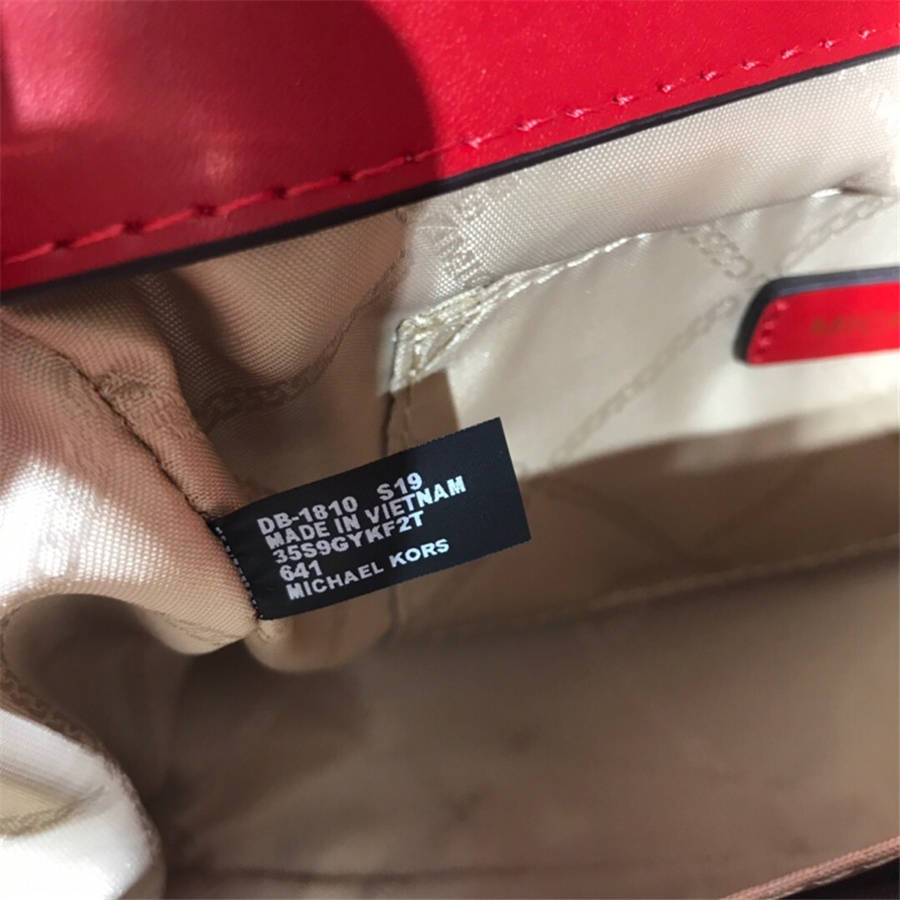 DB-1810 S19
MADE IN VIETNAM
35S9GYKF2T
641
MICHAEL KORS